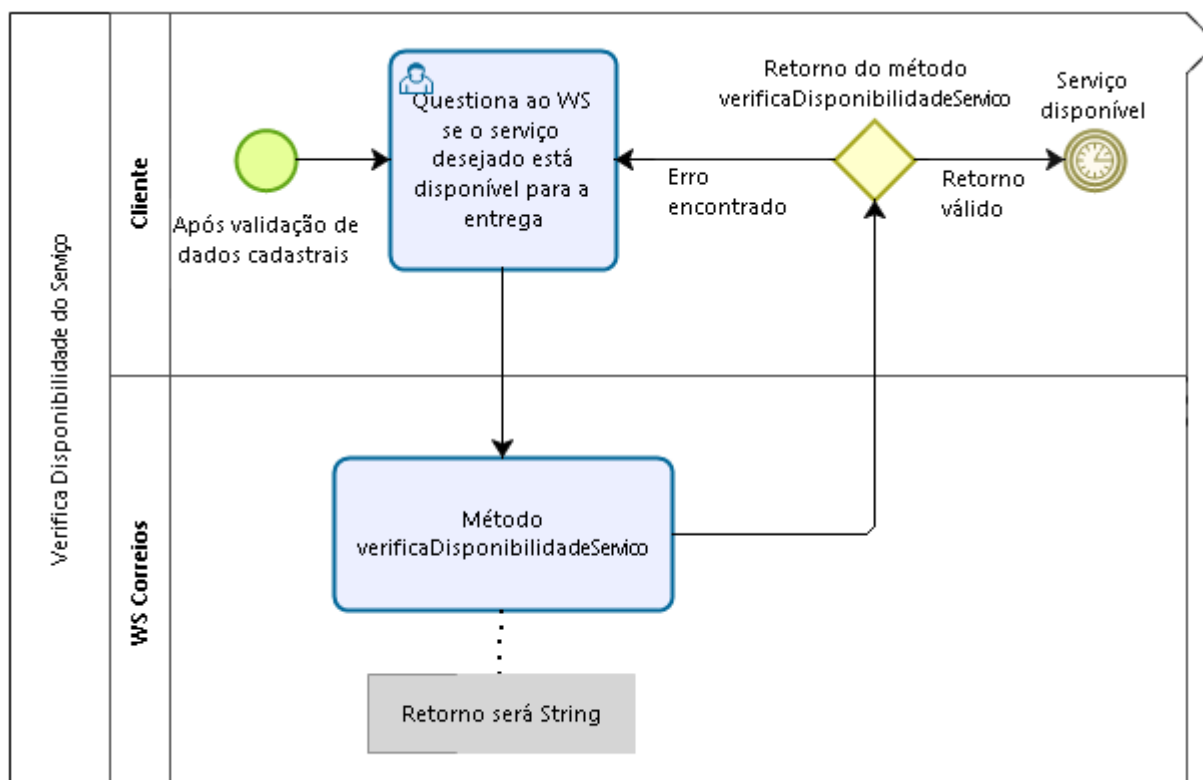 Verifica Disponibilidade do Serviço
Cliente
Após validação de
dados cadastrais
Questiona ao WS
se o serviço
desejado está
disponível para a
entrega
Erro
encontrado
Retorno do método
verificaDisponibilidadeServico
Retorno
válido
Serviço
disponível
WS Correios
Método
verificaDisponibilidadeServico
Retorno será String